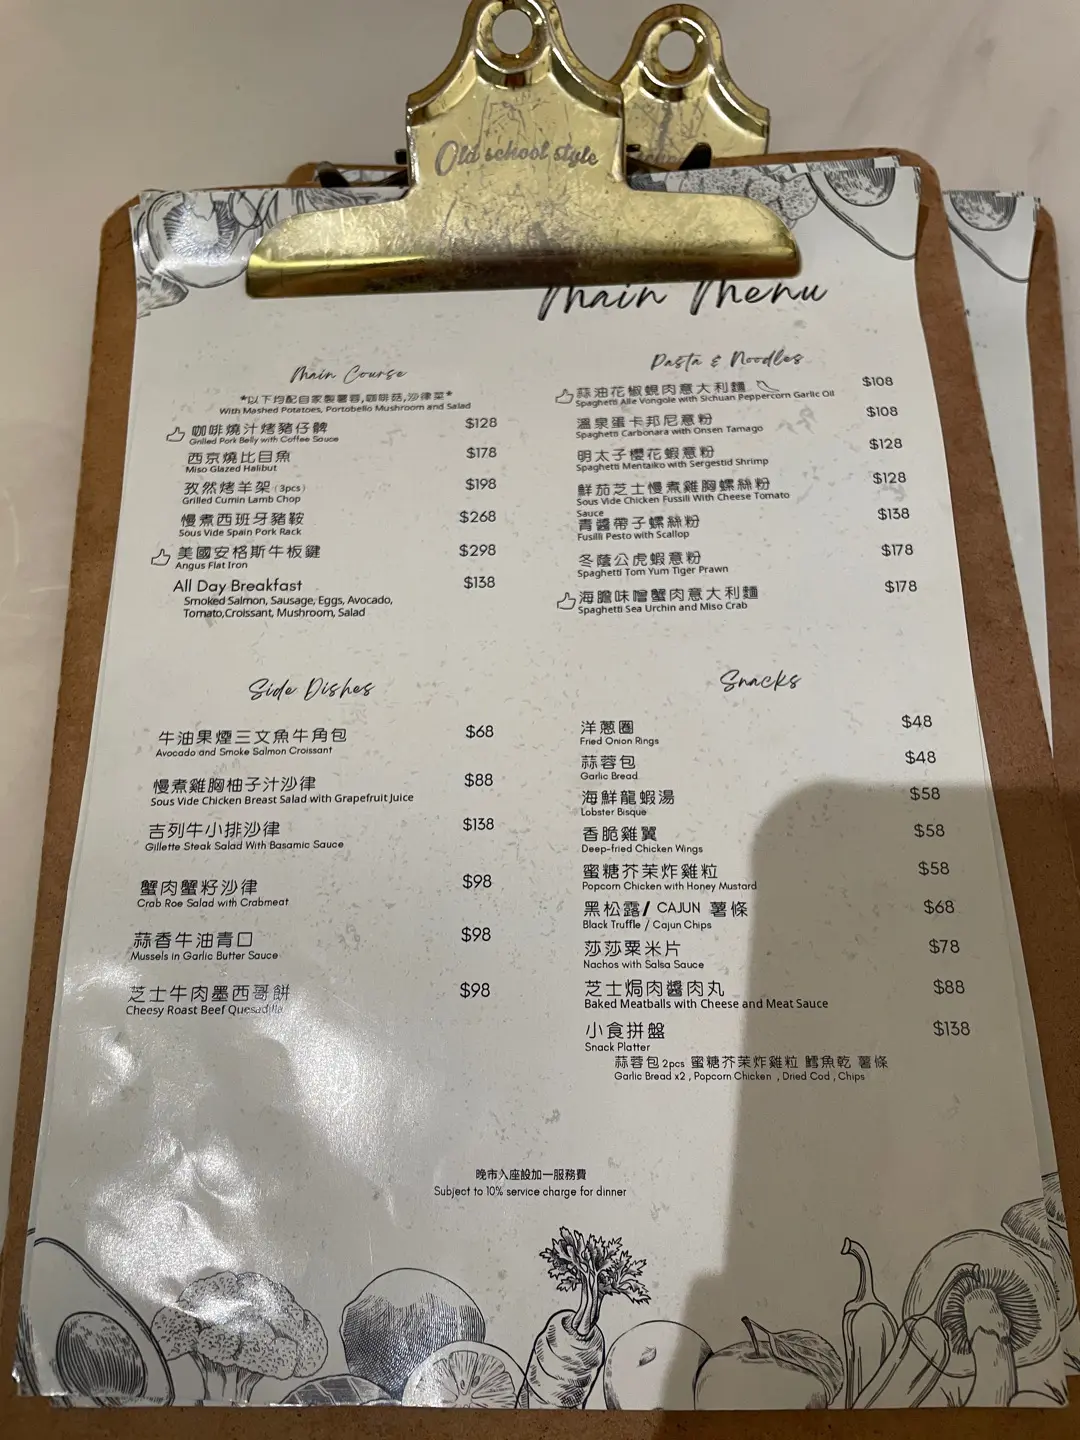 Old school style
Main Menu
Main Course
*以下均配自家製薯蓉,咖啡菇,沙律菜*
With Mashed Potatoes, Portobello Mushroom and Salad
咖啡燒汁烤豬仔髀 $128
Grilled Pork Belly with Coffee Sauce
西京燒比目魚 $178
Miso Glazed Halibut
孜然烤羊架 (3pcs) $198
Grilled Cumin Lamb Chop
慢煮西班牙豬鞍 $268
Sous Vide Spain Pork Rack
美國安格斯牛板鍵 $298
Angus Flat Iron
All Day Breakfast $138
Smoked Salmon, Sausage, Eggs, Avocado,
Tomato,Croissant, Mushroom, Salad
Pasta & Noodles
蒜油花椒蜆肉意大利麵 $108
Spaghetti Alle Vongole with Sichuan Peppercorn Garlic Oil
溫泉蛋卡邦尼意粉 $108
Spaghetti Carbonara with Onsen Tamago
明太子櫻花蝦意粉 $128
Spaghetti Mentaiko with Sergestid Shrimp
鮮茄芝士慢煮雞胸螺絲粉 $128
Sous Vide Chicken Fussili With Cheese Tomato
Sauce
青醬帶子螺絲粉 $138
Fusilli Pesto with Scallop
冬蔭公虎蝦意粉 $178
Spaghetti Tom Yum Tiger Prawn
海膽味噌蟹肉意大利麵 $178
Spaghetti Sea Urchin and Miso Crab
Side Dishes
牛油果煙三文魚牛角包 $68
Avocado and Smoke Salmon Croissant
慢煮雞胸柚子汁沙律 $88
Sous Vide Chicken Breast Salad with Grapefruit Juice
吉列牛小排沙律 $138
Gillette Steak Salad With Basamic Sauce
蟹肉蟹籽沙律 $98
Crab Roe Salad with Crabmeat
蒜香牛油青口 $98
Mussels in Garlic Butter Sauce
芝士牛肉墨西哥餅 $98
Cheesy Roast Beef Quesadilla
Snacks
洋蔥圈 $48
Fried Onion Rings
蒜蓉包 $48
Garlic Bread
海鮮龍蝦湯 $58
Lobster Bisque
香脆雞翼 $58
Deep-fried Chicken Wings
蜜糖芥茉炸雞粒 $58
Popcorn Chicken with Honey Mustard
黑松露/ CAJUN 薯條 $68
Black Truffle / Cajun Chips
莎莎粟米片 $78
Nachos with Salsa Sauce
芝士焗肉醬肉丸 $88
Baked Meatballs with Cheese and Meat Sauce
小食拼盤 $138
Snack Platter
蒜蓉包2pcs 蜜糖芥茉炸雞粒 鱈魚乾 薯條
Garlic Bread x2 , Popcorn Chicken , Dried Cod , Chips
晚市入座設加一服務費
Subject to 10% service charge for dinner